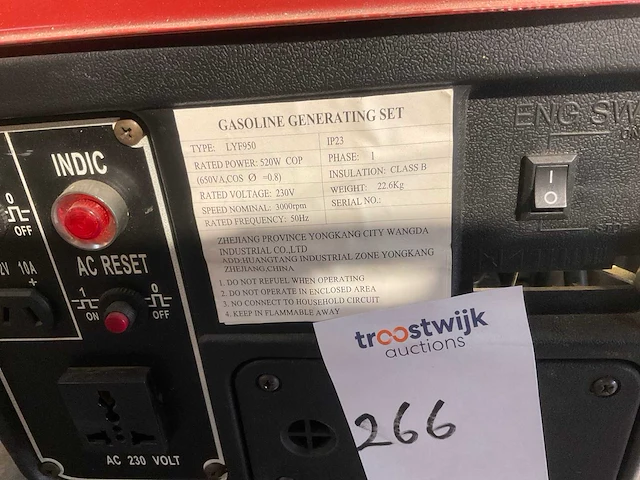 GASOLINE GENERATING SET
TYPE: LYF950
RATED POWER: 520W COP
(650VA,COS Ø =0.8)
RATED VOLTAGE: 230V
SPEED NOMINAL: 3000rpm
RATED FREQUENCY: 50Hz
IP23
PHASE: 1
INSULATION: CLASS B
WEIGHT: 22.6Kg
SERIAL NO.:
ZHEJIANG PROVINCE YONGKANG CITY WANGDA
INDUSTRIAL CO.,LTD
ADD:HUANGTANG INDUSTRIAL ZONE YONGKANG
ZHEJIANG,CHINA
1. DO NOT REFUEL WHEN OPERATING
2. DO NOT OPERATE IN ENCLOSED AREA
3. NO CONNECT TO HOUSEHOLD CIRCUIT
4. KEEP IN FLAMMABLE AWAY
INDIC
0
OFF
2V 10A
+
AC RESET
1
ON
0
OFF
AC 230 VOLT
ENG.SW
I
O
troostwijk
auctions
266